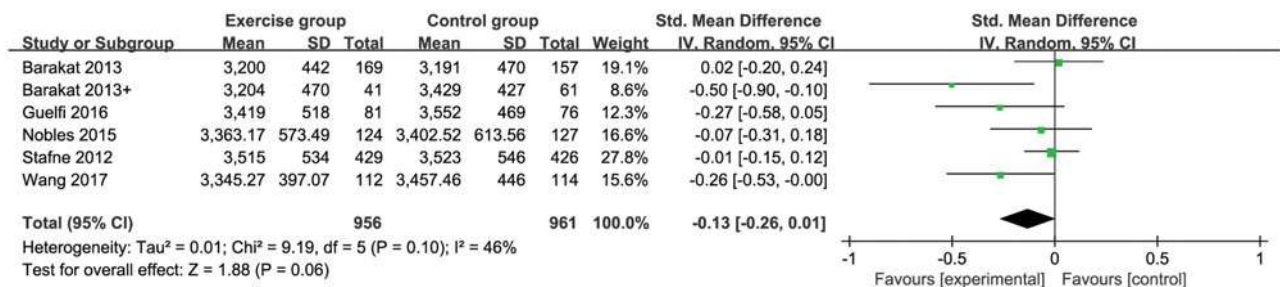 Exercise group Control group Std. Mean Difference Std. Mean Difference
Study or Subgroup Mean SD Total Mean SD Total Weight IV, Random, 95% CI IV, Random, 95% CI
Barakat 2013 3,200 442 169 3,191 470 157 19.1% 0.02 [-0.20, 0.24]
Barakat 2013+ 3,204 470 41 3,429 427 61 8.6% -0.50 [-0.90, -0.10]
Guelfi 2016 3,419 518 81 3,552 469 76 12.3% -0.27 [-0.58, 0.05]
Nobles 2015 3,363.17 573.49 124 3,402.52 613.56 127 16.6% -0.07 [-0.31, 0.18]
Stafne 2012 3,515 534 429 3,523 546 426 27.8% -0.01 [-0.15, 0.12]
Wang 2017 3,345.27 397.07 112 3,457.46 446 114 15.6% -0.26 [-0.53, -0.00]
Total (95% CI) 956 961 100.0% -0.13 [-0.26, 0.01]
Heterogeneity: Tau² = 0.01; Chi² = 9.19, df = 5 (P = 0.10); I² = 46%
Test for overall effect: Z = 1.88 (P = 0.06)
-1 -0.5 0 0.5 1
Favours [experimental] Favours [control]